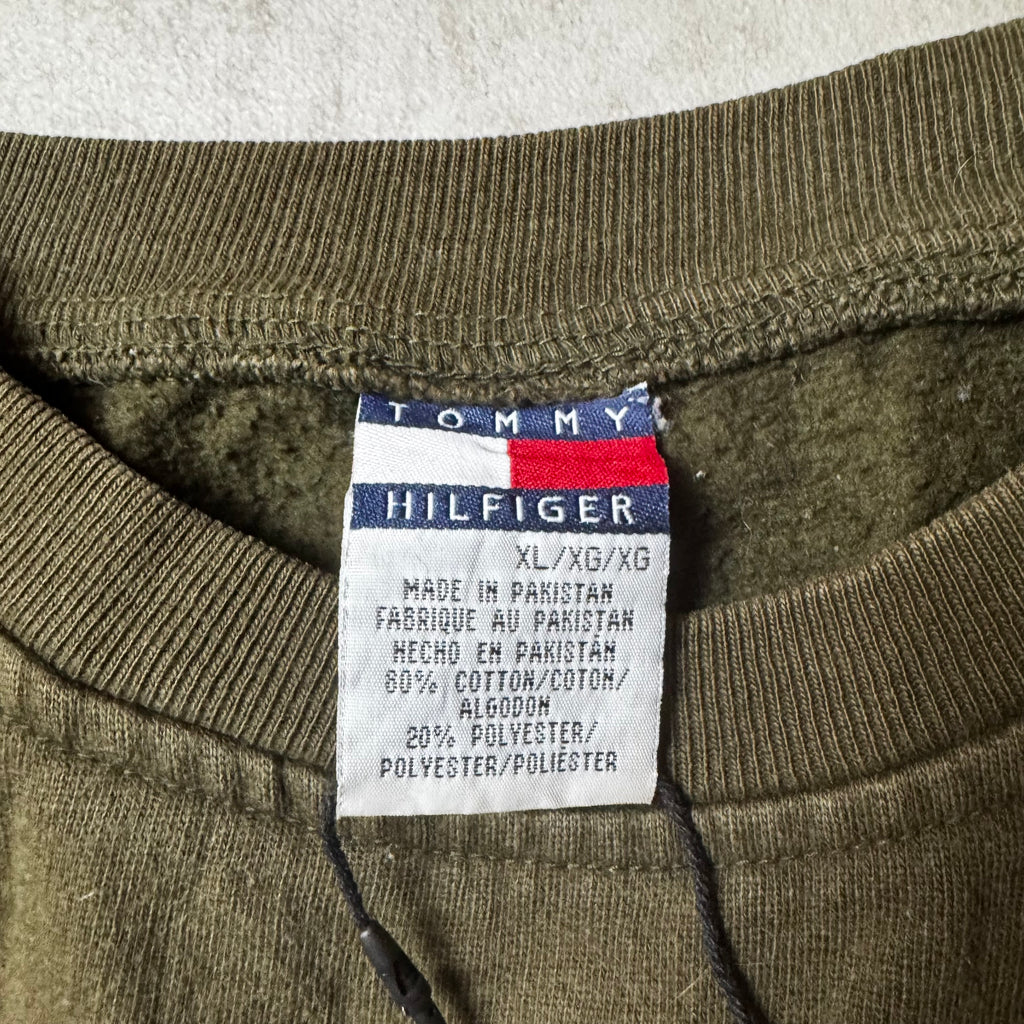 TOMMY
HILFIGER
XL/XG/XG
MADE IN PAKISTAN
FABRIQUE AU PAKISTAN
HECHO EN PAKISTÁN
80% COTTON/COTON/
ALGODON
20% POLYESTER/
POLYESTER/POLIÉSTER